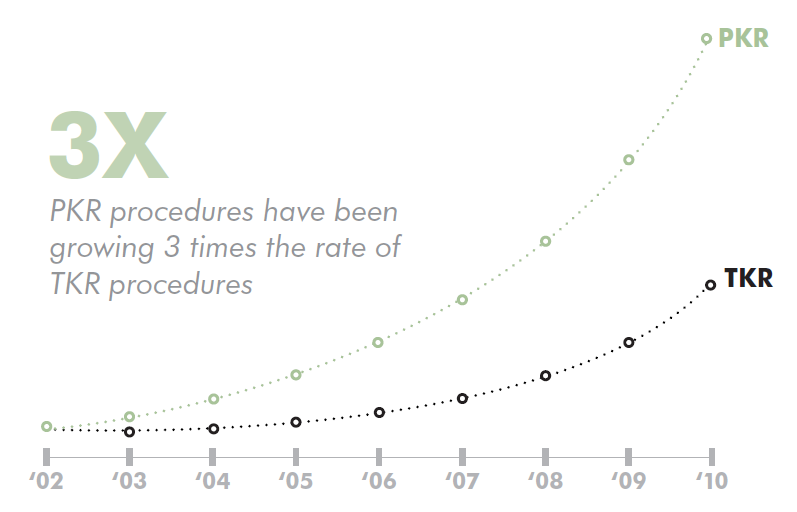 PKR
3X
PKR procedures have been
growing 3 times the rate of
TKR procedures
TKR
‘02 ‘03 ‘04 ‘05 ‘06 ‘07 ‘08 ‘09 ‘10